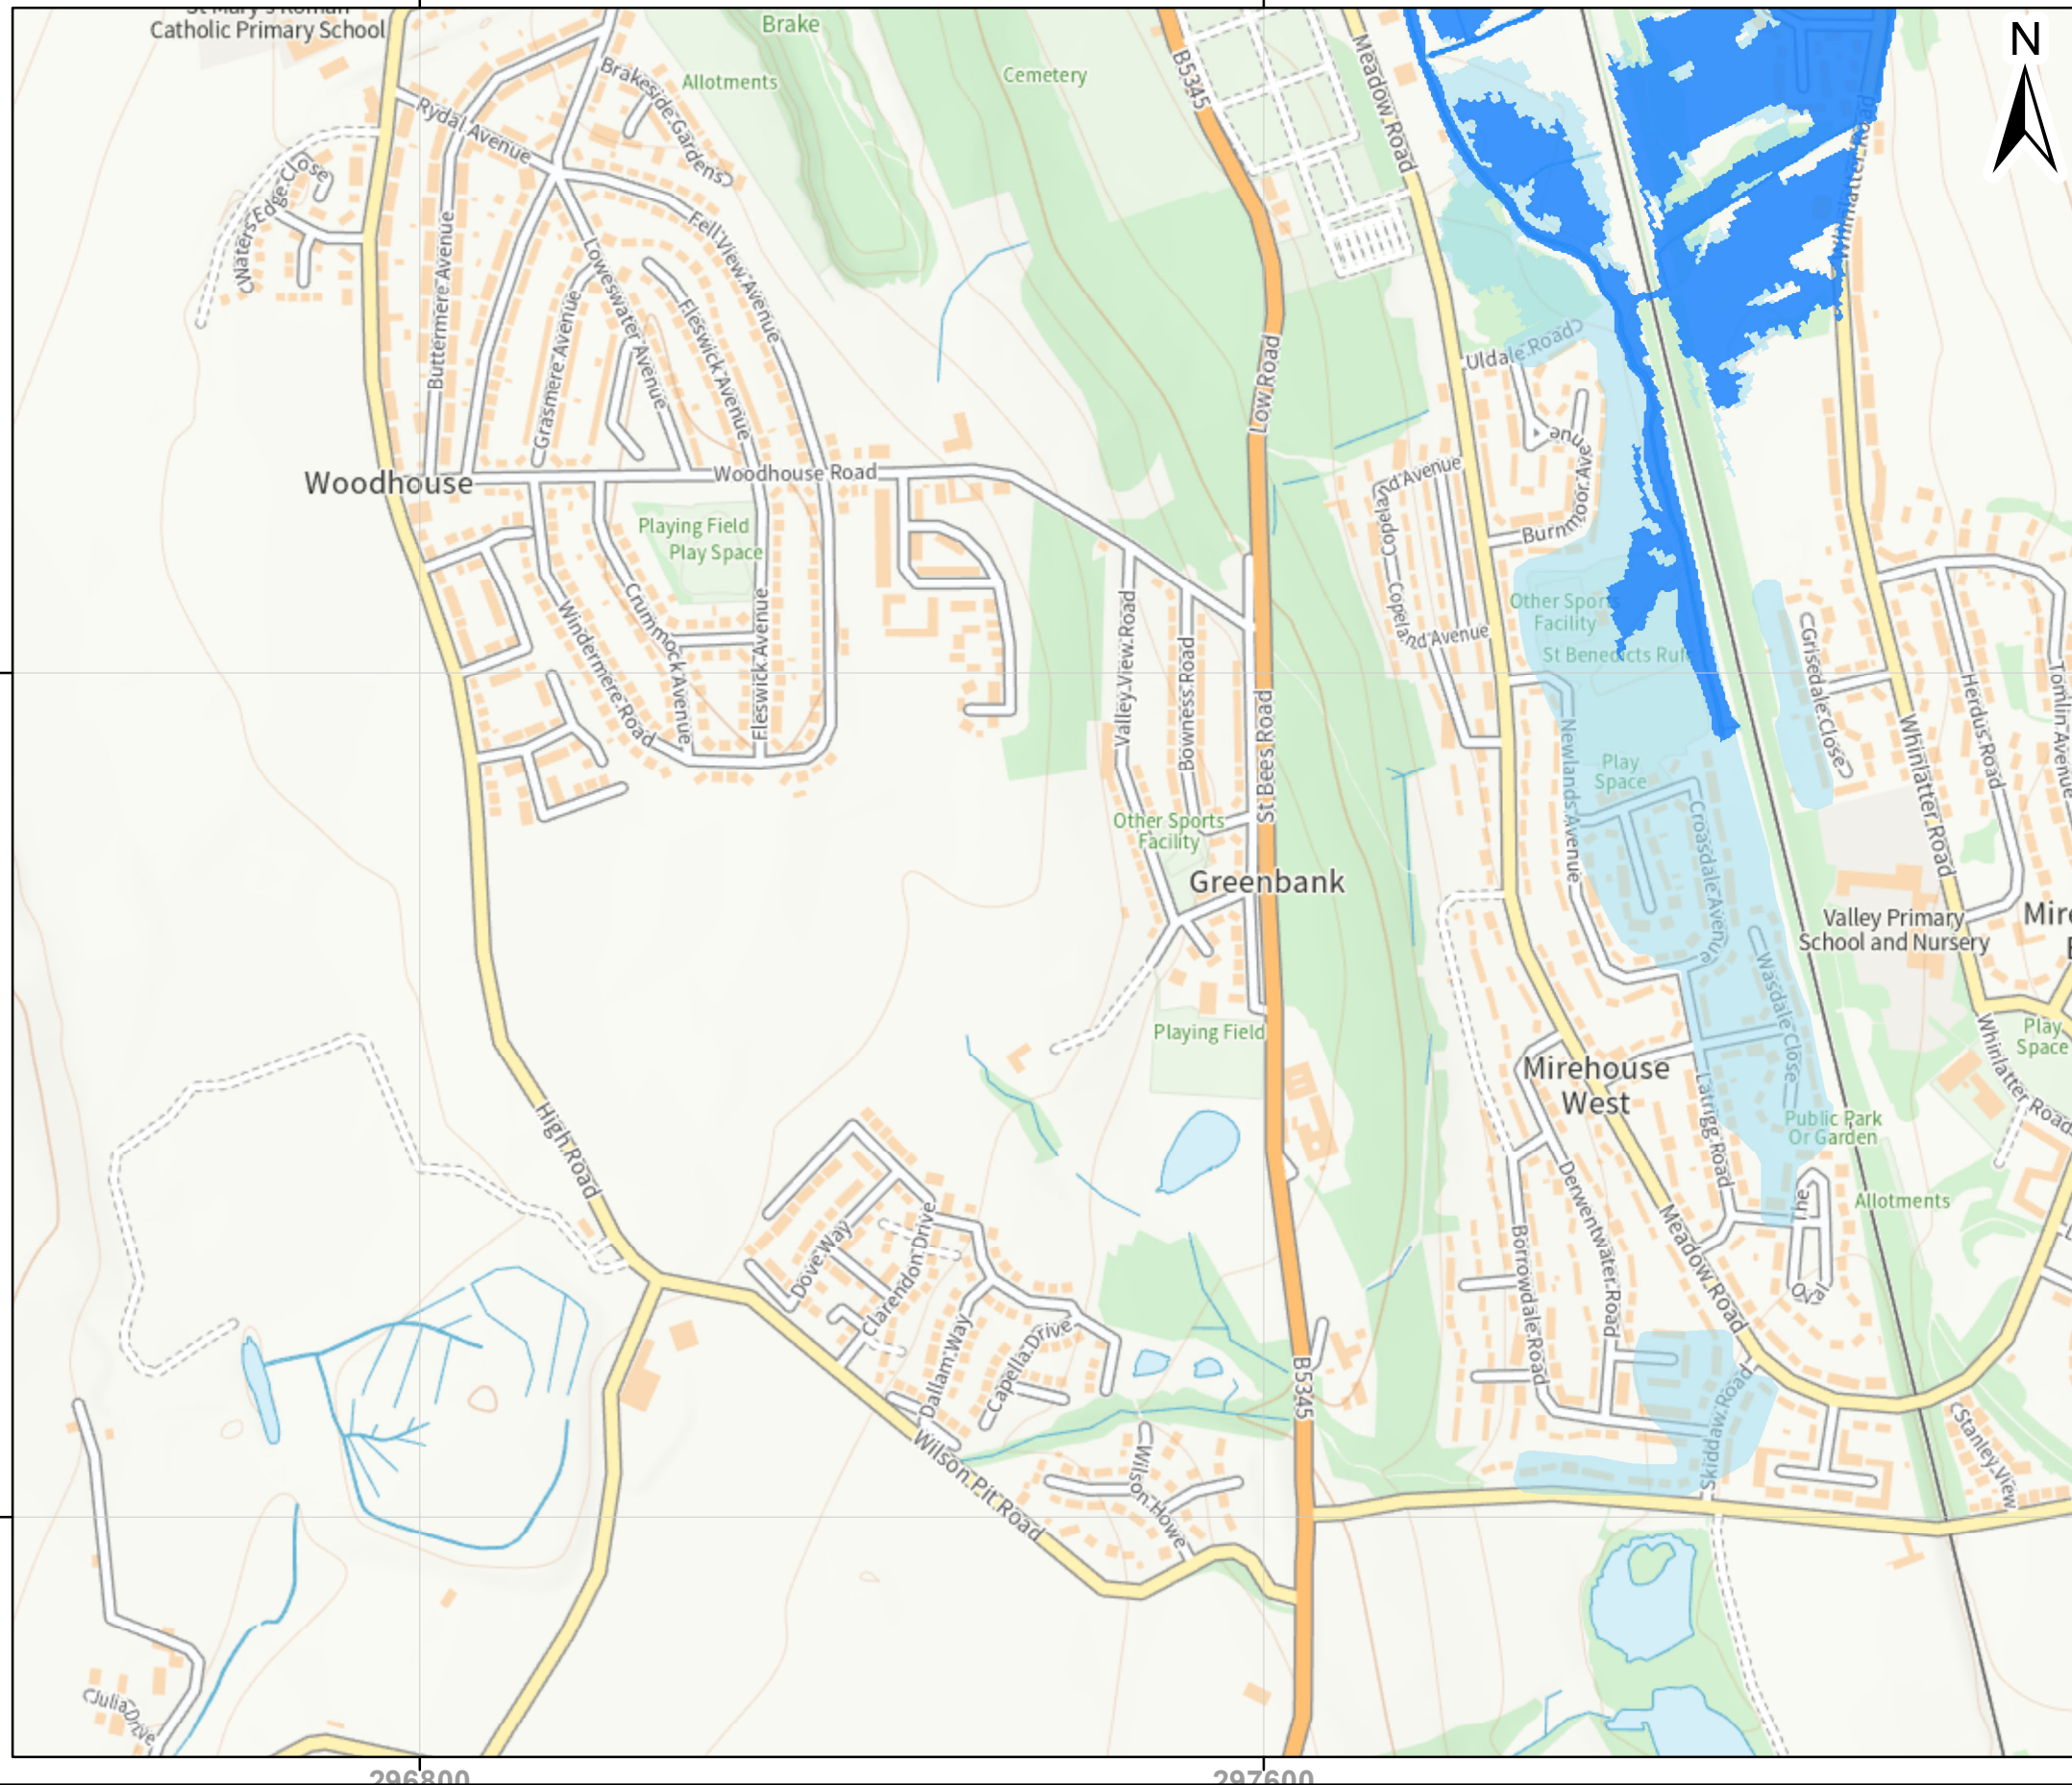 Catholic Primary School
Brake
Allotments
Cemetery
N
B5345
Meadow Road
Brakeside Gardens
Rydal Avenue
Waters Edge Close
Buttermere Avenue
Fell View Avenue
Loweswater Avenue
Fleswick Avenue
Grasmere Avenue
Whinlatter Road
Low Road
Uldale Road
Woodhouse
Woodhouse Road
Burnmoor Avenue
Copeland Avenue
Copeland Avenue
Playing Field
Play Space
Crummock Avenue
Windermere Road
Fleswick Avenue
Valley View Road
Bowness Road
St Bees Road
Other Sports
Facility
St Benedicts Rufc
Grisedale Close
Herdus Road
Tomlin Avenue
Whinlatter Road
Newlands Avenue
Play
Space
Croasdale Avenue
Other Sports
Facility
Greenbank
Valley Primary
School and Nursery
Wasdale Close
Playing Field
Play
Space
Whinlatter Road
Mirehouse
West
Latrigg Road
Public Park
Or Garden
High Road
Allotments
The Oval
Derwentwater Road
Meadow Road
Borrowdale Road
Dove Way
Clarendon Drive
Dallam Way
Capella Drive
B5345
Skiddaw Road
Stanley View
Wilson Pit Road
Wilson Howe
Julia Drive
296800
297600